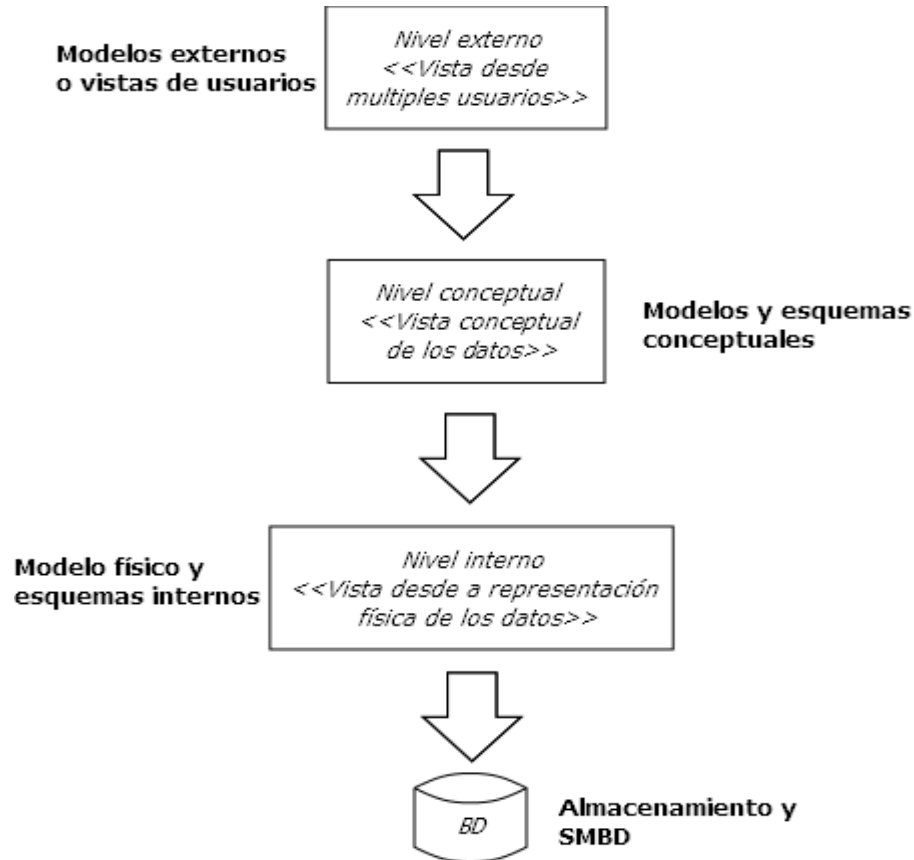 Modelos externos
o vistas de usuarios
Nivel externo
<<Vista desde
multiples usuarios>>
Nivel conceptual
<<Vista conceptual
de los datos>>
Modelos y esquemas
conceptuales
Modelo físico y
esquemas internos
Nivel interno
<<Vista desde a representación
física de los datos>>
BD
Almacenamiento y
SMBD